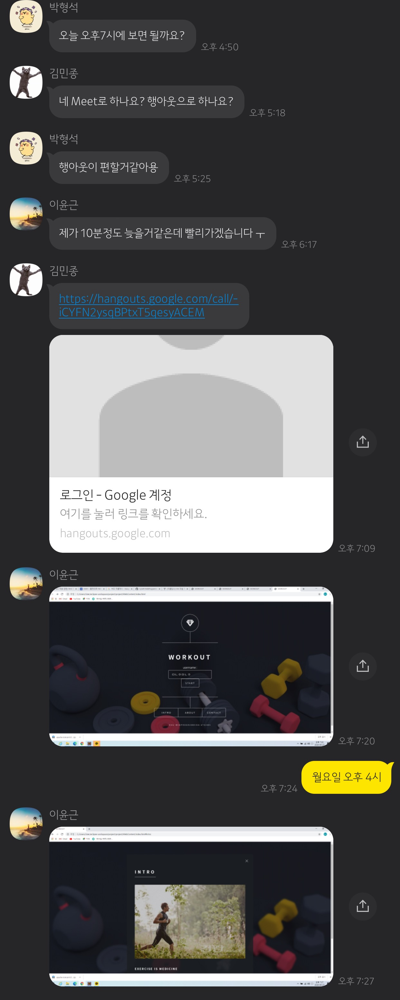 박형석
오늘 오후7시에 보면 될까요?
오후 4:50
김민종
네 Meet로 하나요? 행아웃으로 하나요?
오후 5:18
박형석
행아웃이 편할거같아용
오후 5:25
이윤근
제가 10분정도 늦을거같은데 빨리가겠습니다 ㅜ
오후 6:17
김민종
https://hangouts.google.com/call/-
iCYFN2ysqBPtxT5qesyACEM
로그인 - Google 계정
여기를 눌러 링크를 확인하세요.
hangouts.google.com
오후 7:09
이윤근
WORKOUT
username :
START
INTRO ABOUT CONTACT
오후 7:20
월요일 오후 4시
오후 7:24
이윤근
INTRO
EXERCISE IS MEDICINE
오후 7:27